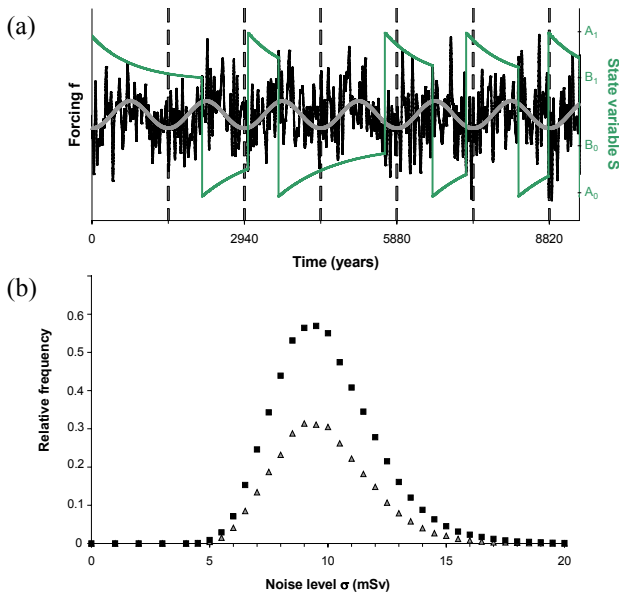 (a)
Forcing f
A1
B1
B0
A0
State variable S
0 2940 5880 8820
Time (years)
(b)
Relative frequency
0.6
0.5
0.4
0.3
0.2
0.1
0
0 5 10 15 20
Noise level σ (mSv)